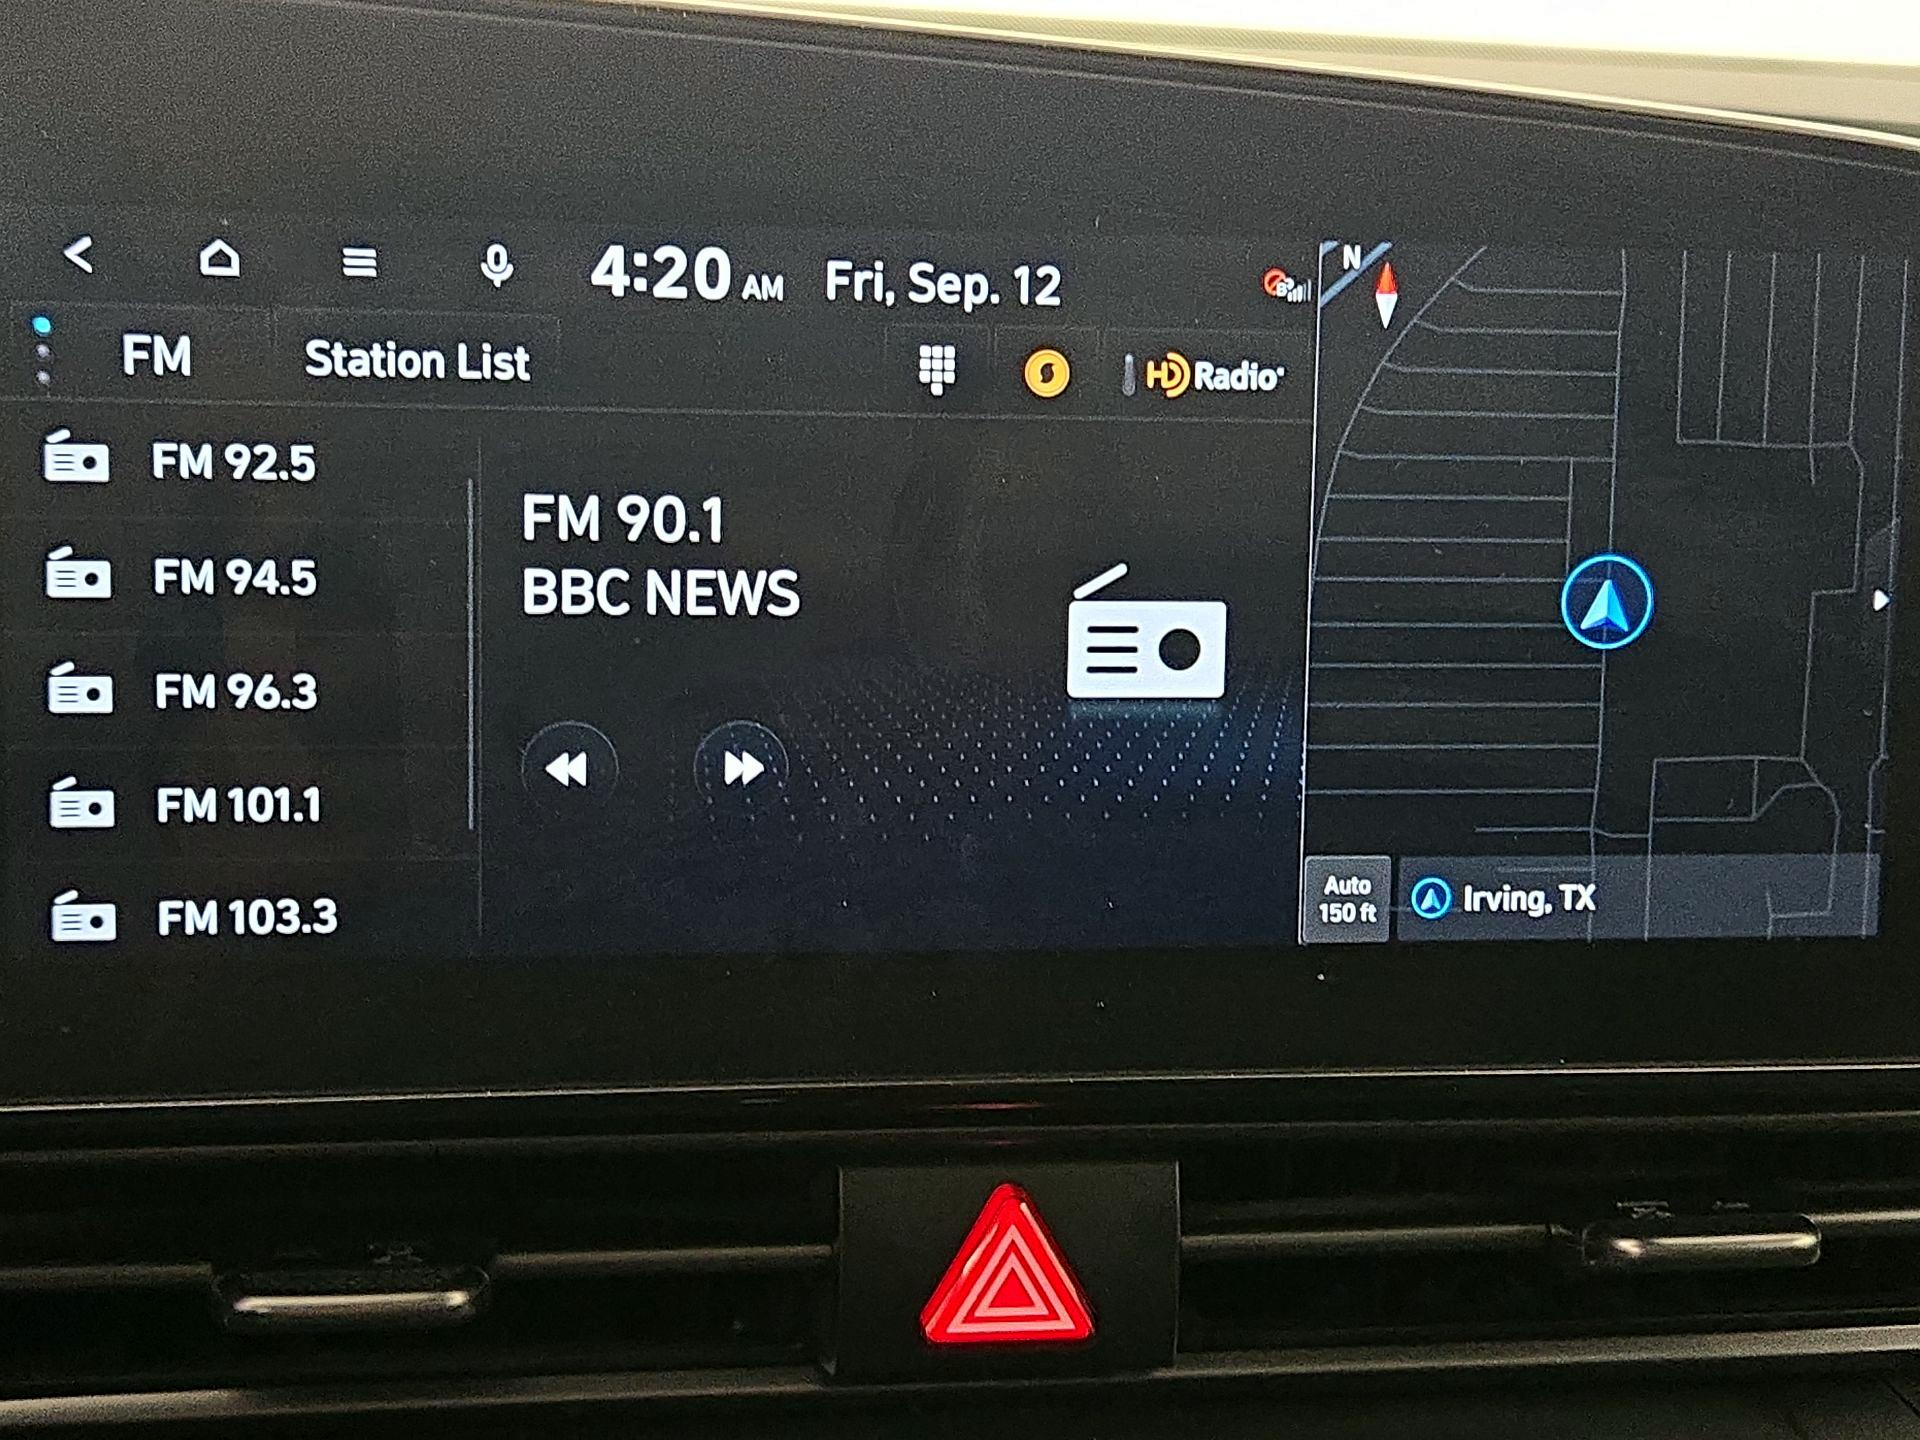 4:20 AM Fri, Sep. 12
FM Station List HD Radio
FM 92.5
FM 94.5
FM 96.3
FM 101.1
FM 103.3
FM 90.1
BBC NEWS
N
Auto
150 ft
Irving, TX